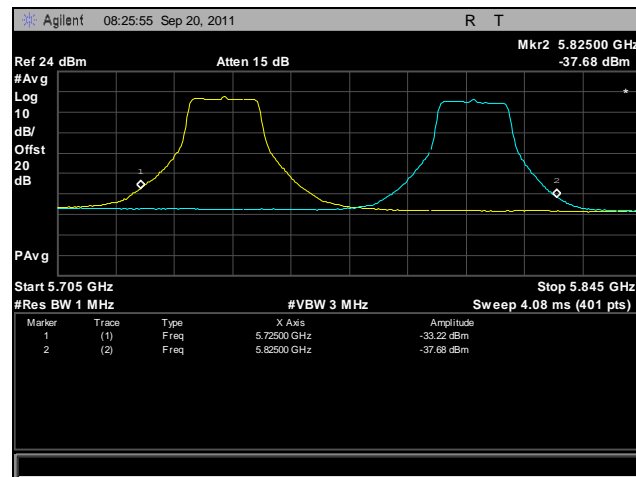 Agilent 08:25:55 Sep 20, 2011 R T
Mkr2 5.82500 GHz
Ref 24 dBm Atten 15 dB -37.68 dBm
#Avg
Log
10
dB/
Offst
20
dB
PAvg
1
2
*
Start 5.705 GHz Stop 5.845 GHz
#Res BW 1 MHz #VBW 3 MHz Sweep 4.08 ms (401 pts)
Marker Trace Type X Axis Amplitude
1 (1) Freq 5.72500 GHz -33.22 dBm
2 (2) Freq 5.82500 GHz -37.68 dBm